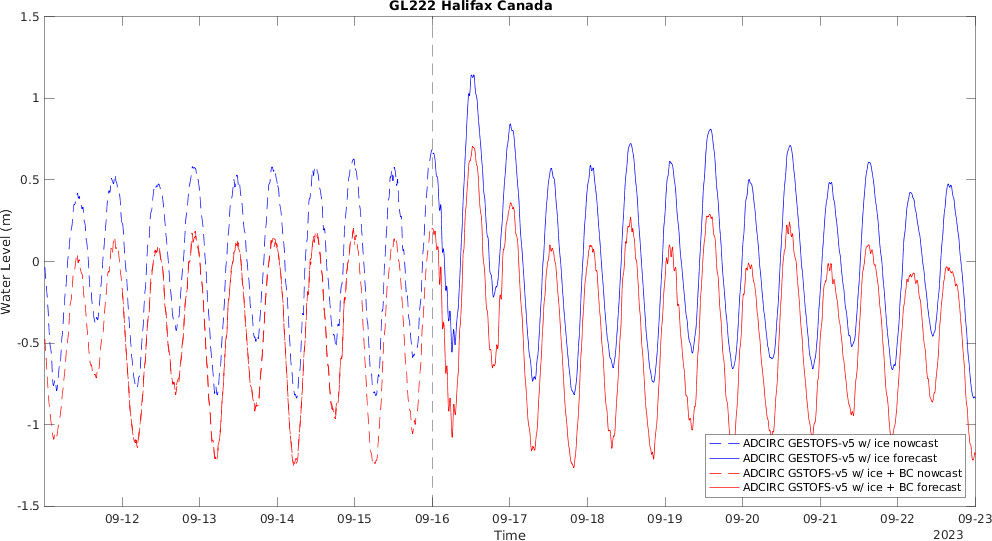 GL222 Halifax Canada
1.5
1
0.5
0
-0.5
-1
-1.5
Water Level (m)
ADCIRC GESTOFS-v5 w/ ice nowcast
ADCIRC GESTOFS-v5 w/ ice forecast
ADCIRC GSTOFS-v5 w/ ice + BC nowcast
ADCIRC GSTOFS-v5 w/ ice + BC forecast
09-12 09-13 09-14 09-15 09-16 09-17 09-18 09-19 09-20 09-21 09-22 09-23
Time
2023